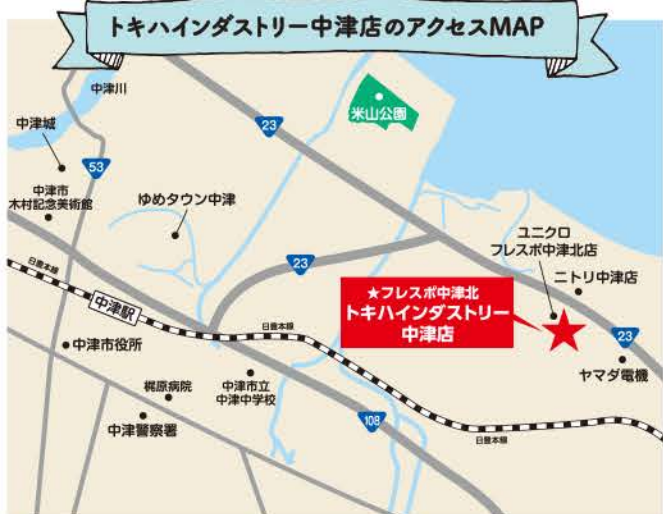 トキハインダストリー中津店のアクセスMAP
中津川
米山公園
中津城
23
53
中津市
木村記念美術館
ゆめタウン中津
ユニクロ
フレスポ中津北店
23
ニトリ中津店
日豊本線
★フレスポ中津北
トキハインダストリー
中津店
中津駅
日豊本線
23
中津市役所
ヤマダ電機
梶原病院
中津市立
中津中学校
108
中津警察署
日豊本線